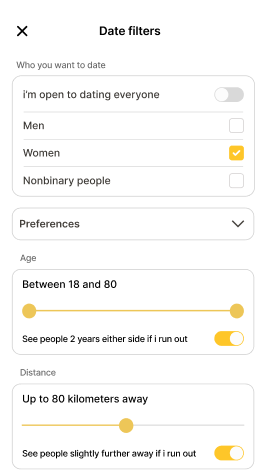 Date filters
Who you want to date
i'm open to dating everyone
Men
Women
Nonbinary people
Preferences
Age
Between 18 and 80
See people 2 years either side if i run out
Distance
Up to 80 kilometers away
See people slightly further away if i run out